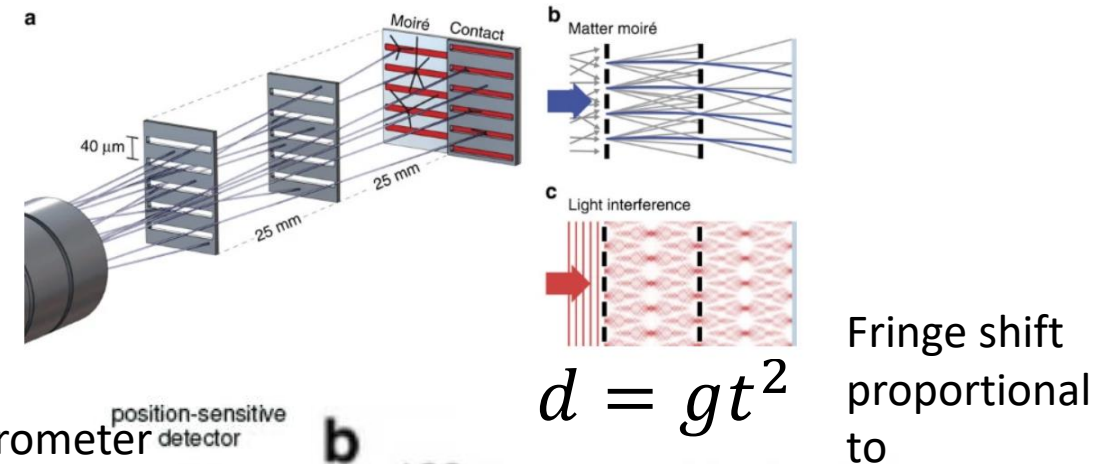 a
Moiré Contact
40 μm
25 mm
25 mm
b
Matter moiré
c
Light interference
d = gt²
Fringe shift
proportional
to
position-sensitive
rometer detector
b